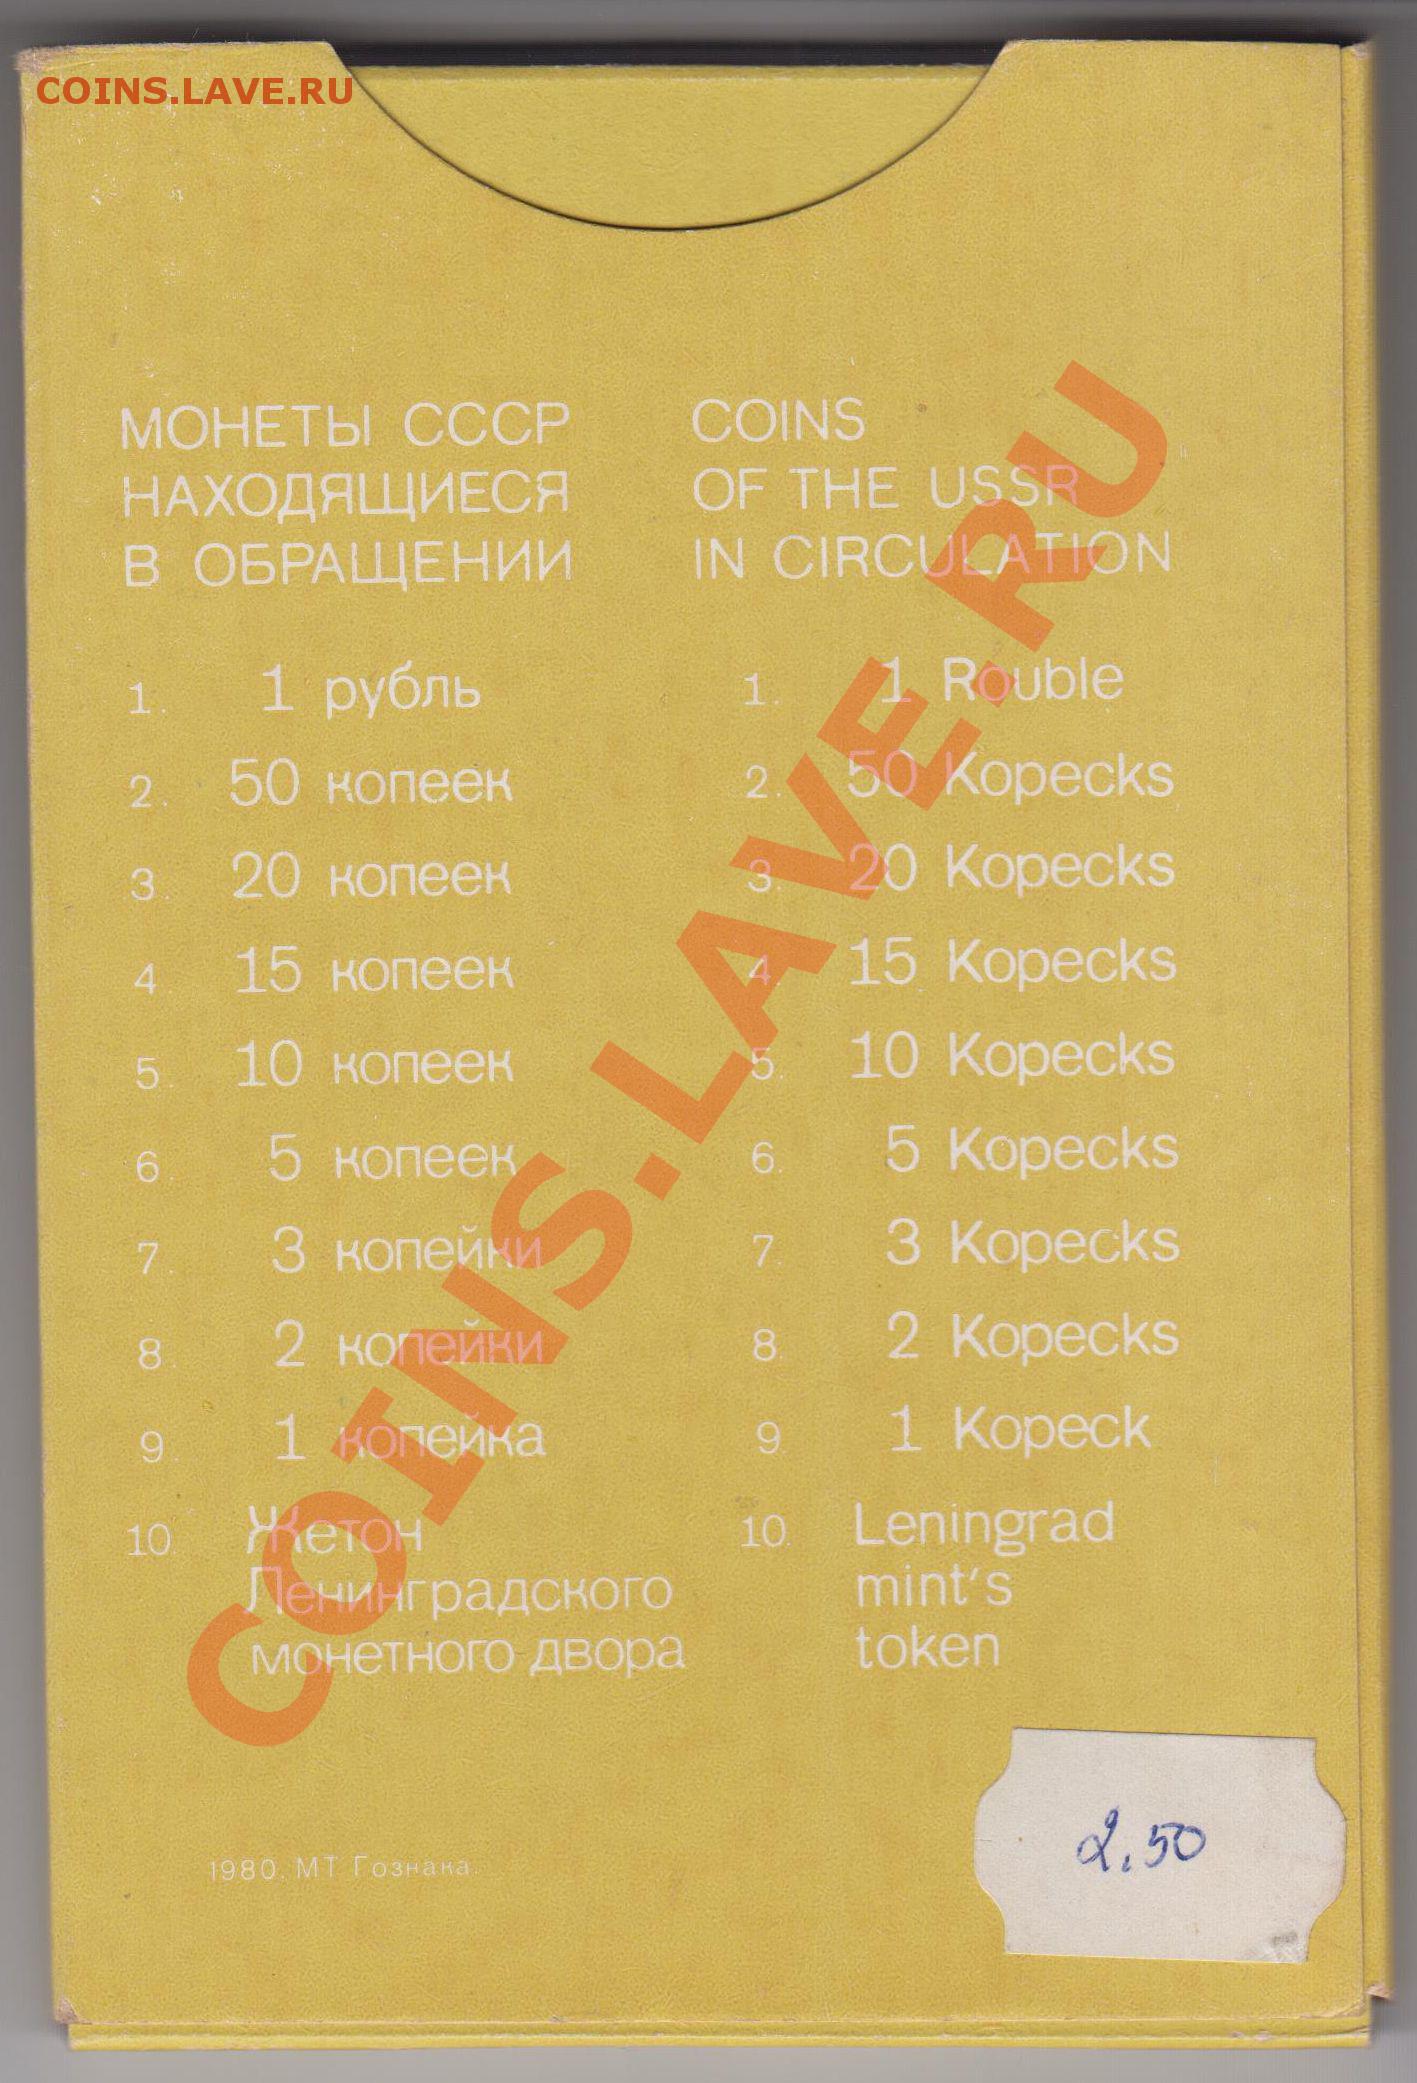 COINS.LAVE.RU
МОНЕТЫ СССР
НАХОДЯЩИЕСЯ
В ОБРАЩЕНИИ
1. 1 рубль
2. 50 копеек
3. 20 копеек
4. 15 копеек
5. 10 копеек
6. 5 копеек
7. 3 копейки
8. 2 копейки
9. 1 копейка
10. Жетон
Ленинградского
монетного двора
COINS
OF THE USSR
IN CIRCULATION
1. 1 Rouble
2. 50 Kopecks
3. 20 Kopecks
4. 15 Kopecks
5. 10 Kopecks
6. 5 Kopecks
7. 3 Kopecks
8. 2 Kopecks
9. 1 Kopeck
10. Leningrad
mint's
token
1980. МТ Гознака.
2.50
COINS.LAVE.RU